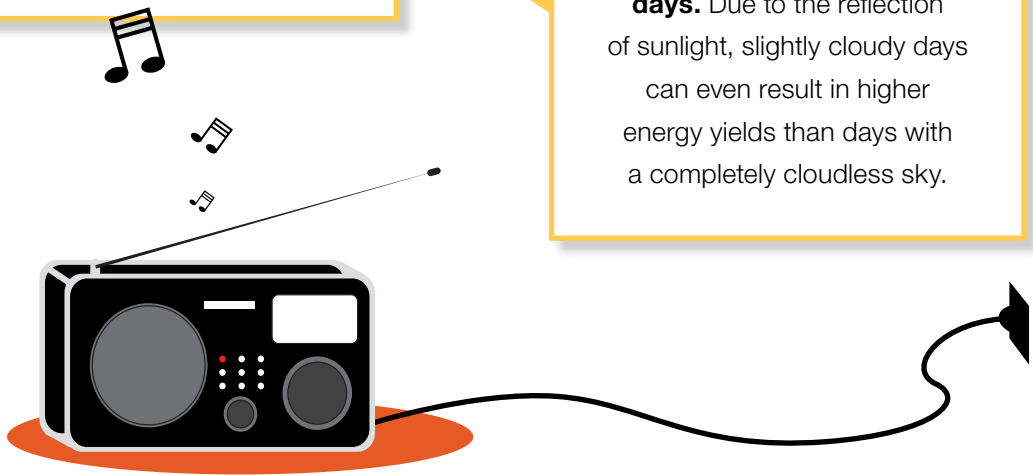 days. Due to the reflection
of sunlight, slightly cloudy days
can even result in higher
energy yields than days with
a completely cloudless sky.